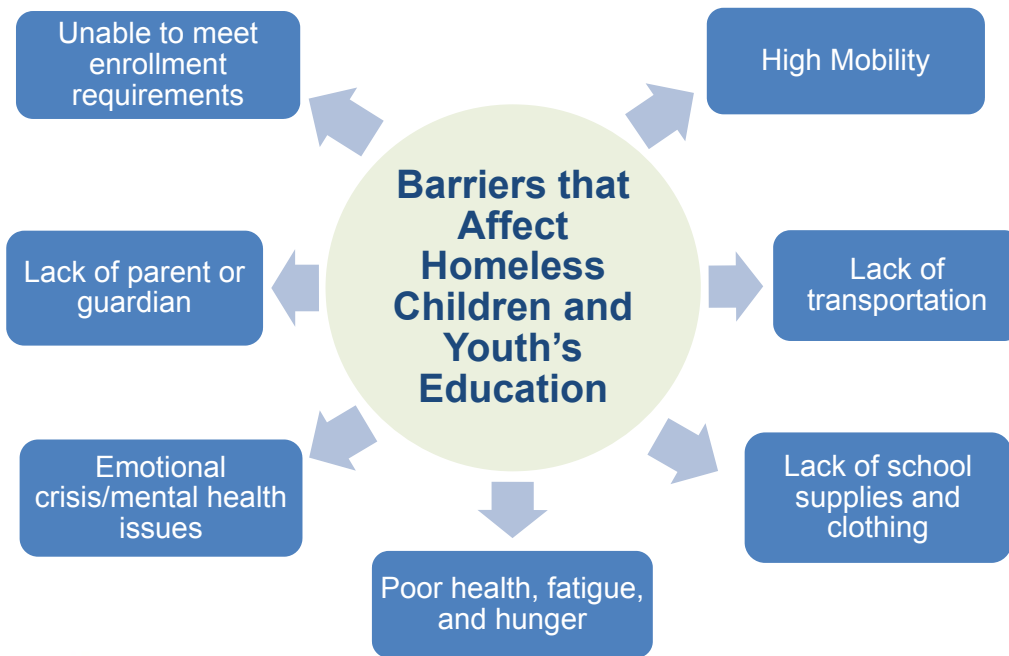 Unable to meet
enrollment
requirements
High Mobility
Barriers that
Affect
Homeless
Children and
Youth’s
Education
Lack of parent or
guardian
Lack of
transportation
Emotional
crisis/mental health
issues
Lack of school
supplies and
clothing
Poor health, fatigue,
and hunger